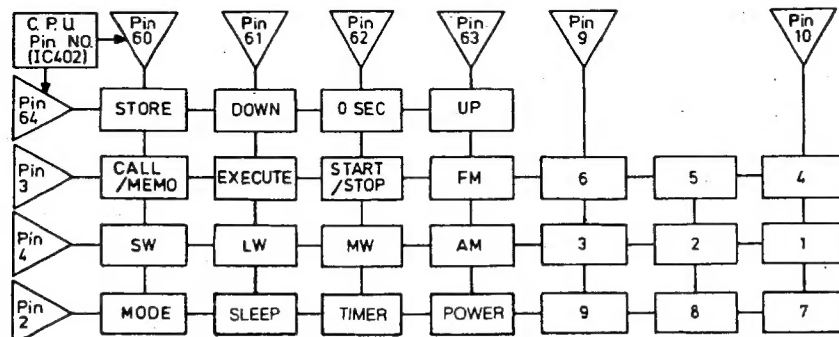 C. P. U.
Pin NO.
(IC402)
Pin
60
Pin
61
Pin
62
Pin
63
Pin
9
Pin
10
Pin
64
STORE
DOWN
0 SEC
UP
Pin
3
CALL
/MEMO
EXECUTE
START
/STOP
FM
6
5
4
Pin
4
SW
LW
MW
AM
3
2
1
Pin
2
MODE
SLEEP
TIMER
POWER
9
8
7